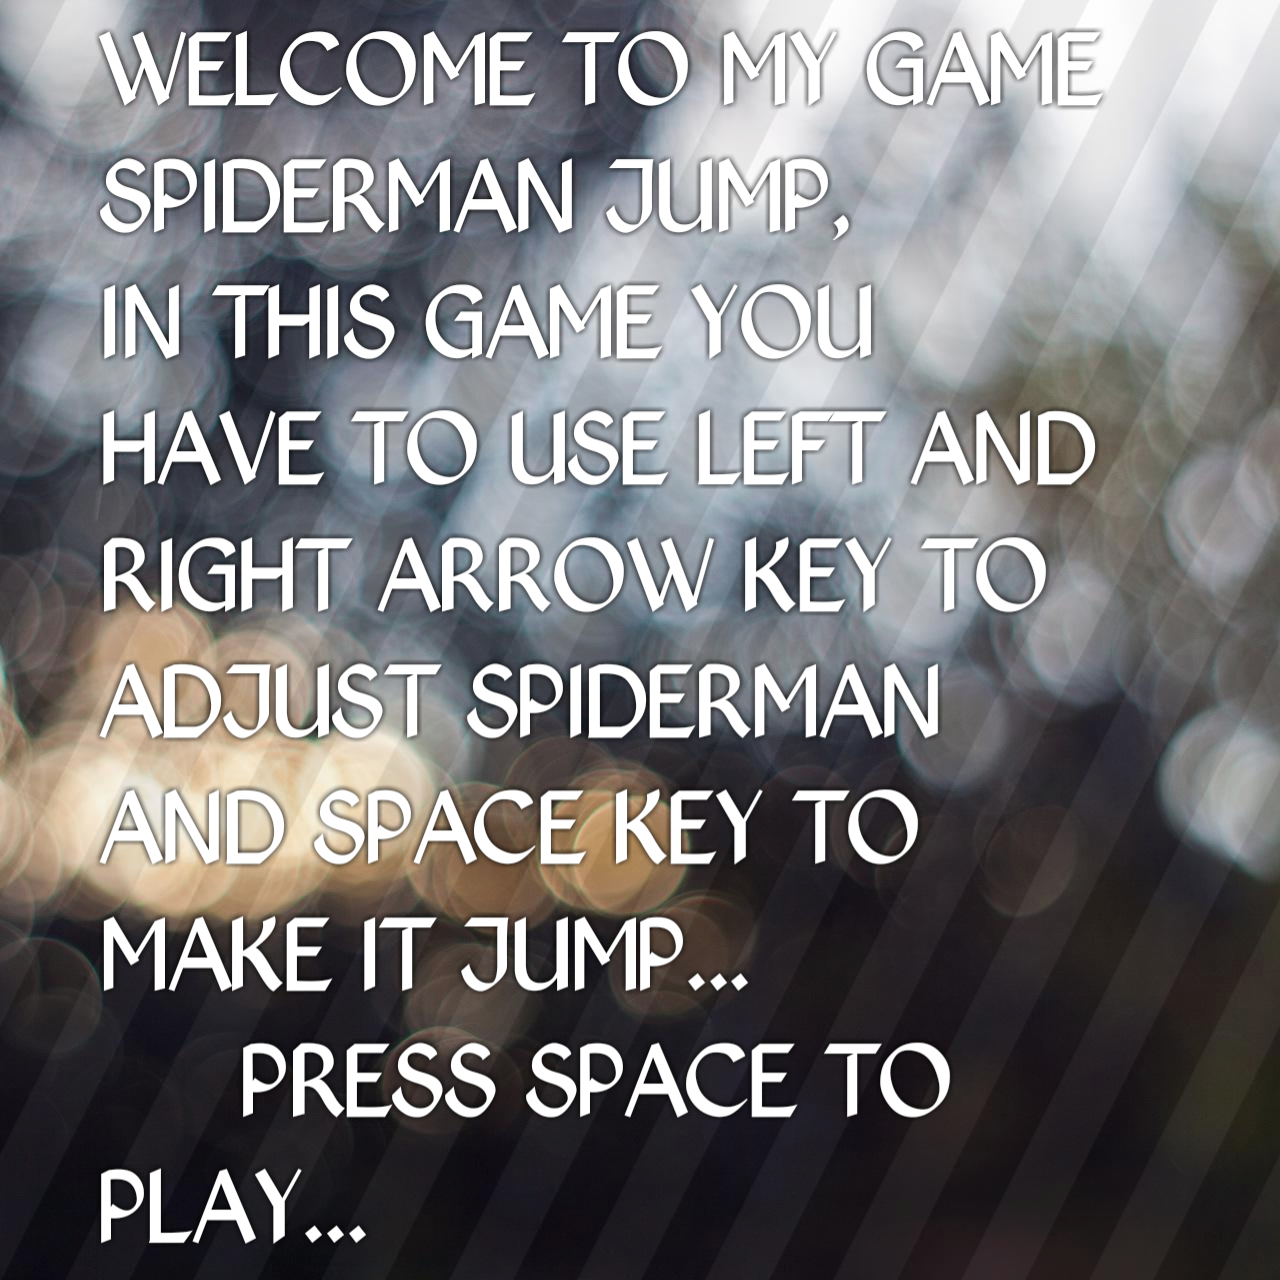 WELCOME TO MY GAME
SPIDERMAN JUMP,
IN THIS GAME YOU
HAVE TO USE LEFT AND
RIGHT ARROW KEY TO
ADJUST SPIDERMAN
AND SPACE KEY TO
MAKE IT JUMP...
PRESS SPACE TO
PLAY...